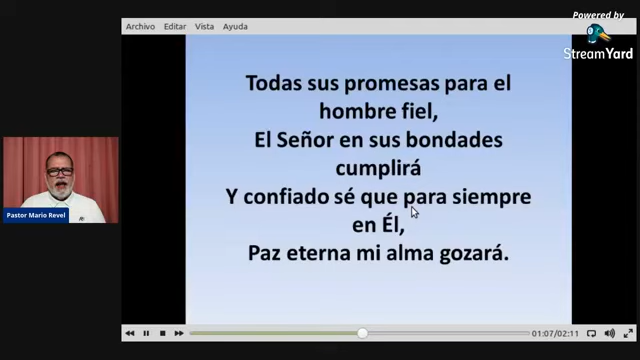 Powered by
StreamYard
Archivo Editar Vista Ayuda
Todas sus promesas para el
hombre fiel,
El Señor en sus bondades
cumplirá
Y confiado sé que para siempre
en Él,
Paz eterna mi alma gozará.
Pastor Mario Revel
01:07/02:11